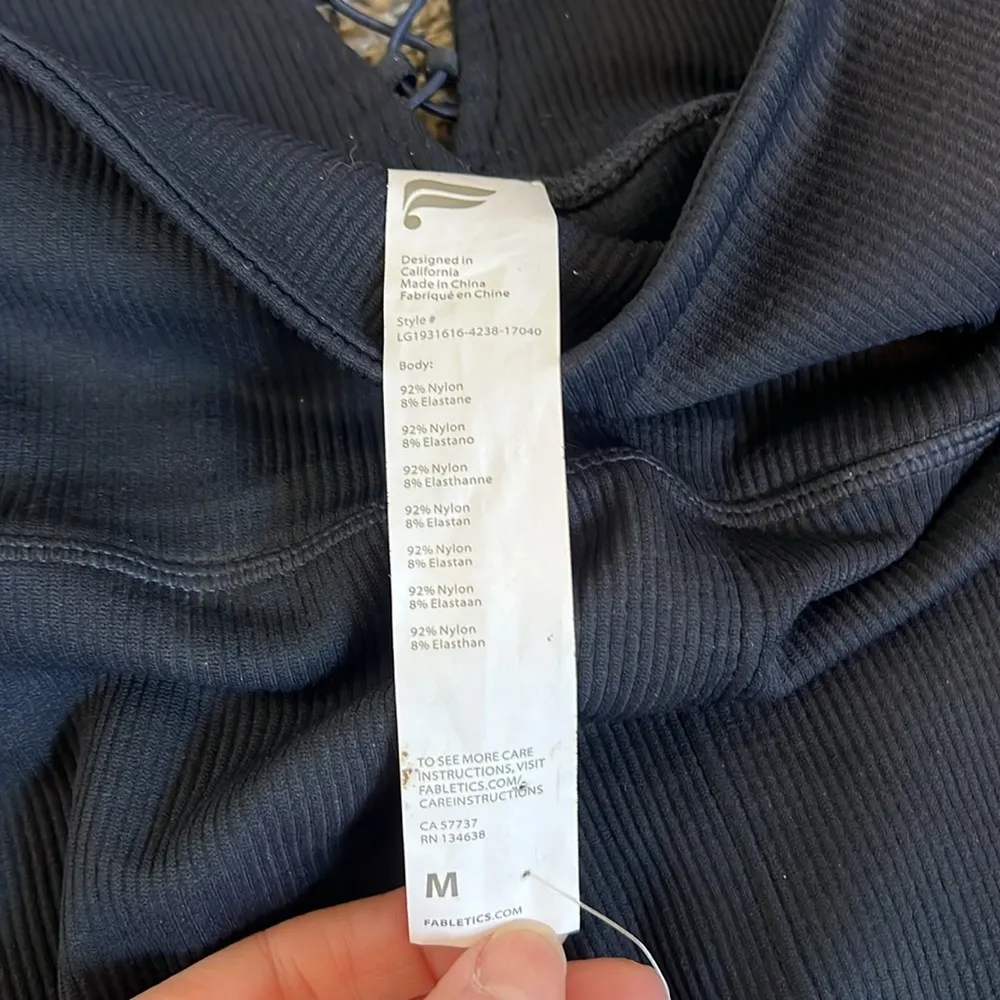 Designed in
California
Made in China
Fabriqué en Chine
Style #
LG1931616-4238-17040
Body:
92% Nylon
8% Elastane
92% Nylon
8% Elastano
92% Nylon
8% Elasthanne
92% Nylon
8% Elastan
92% Nylon
8% Elastan
92% Nylon
8% Elastaan
92% Nylon
8% Elasthan
TO SEE MORE CARE
INSTRUCTIONS, VISIT
FABLETICS.COM/
CAREINSTRUCTIONS
CA 57737
RN 134638
M
FABLETICS.COM